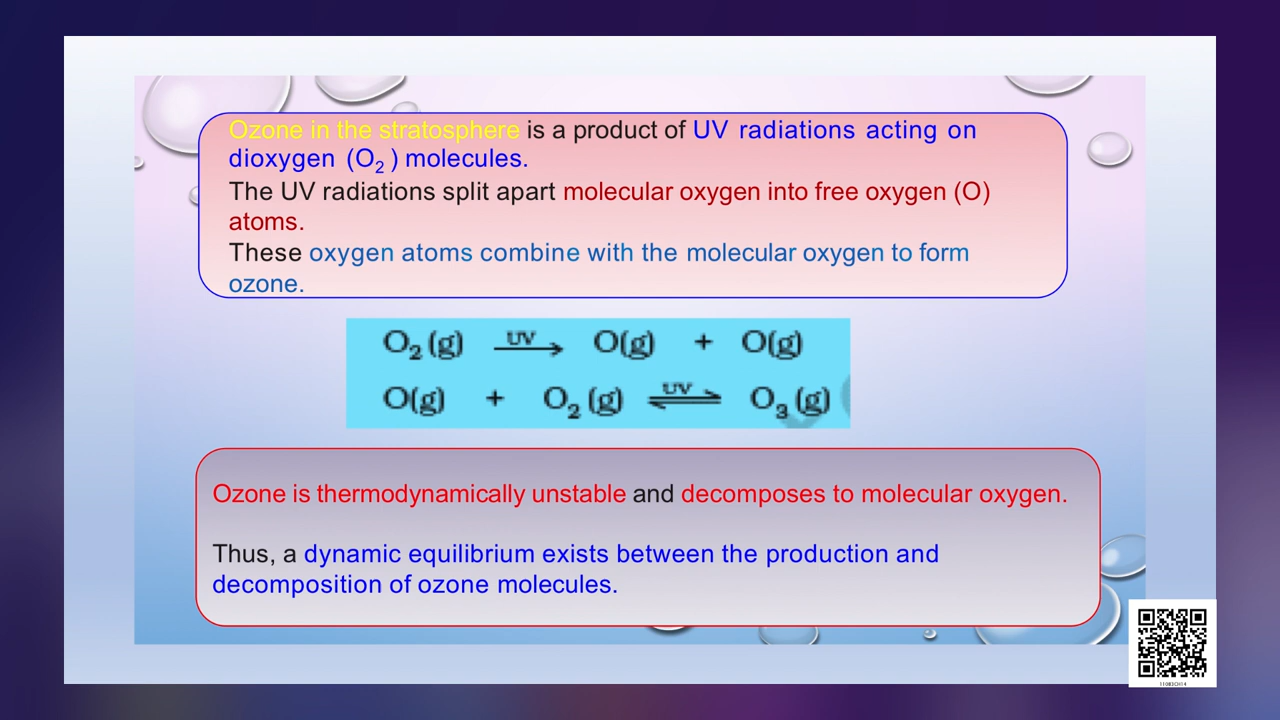 Ozone in the stratosphere is a product of UV radiations acting on
dioxygen (O₂ ) molecules.
The UV radiations split apart molecular oxygen into free oxygen (O)
atoms.
These oxygen atoms combine with the molecular oxygen to form
ozone.
O₂ (g) UV→ O(g) + O(g)
O(g) + O₂ (g) UV⇌ O₃ (g)
Ozone is thermodynamically unstable and decomposes to molecular oxygen.
Thus, a dynamic equilibrium exists between the production and
decomposition of ozone molecules.